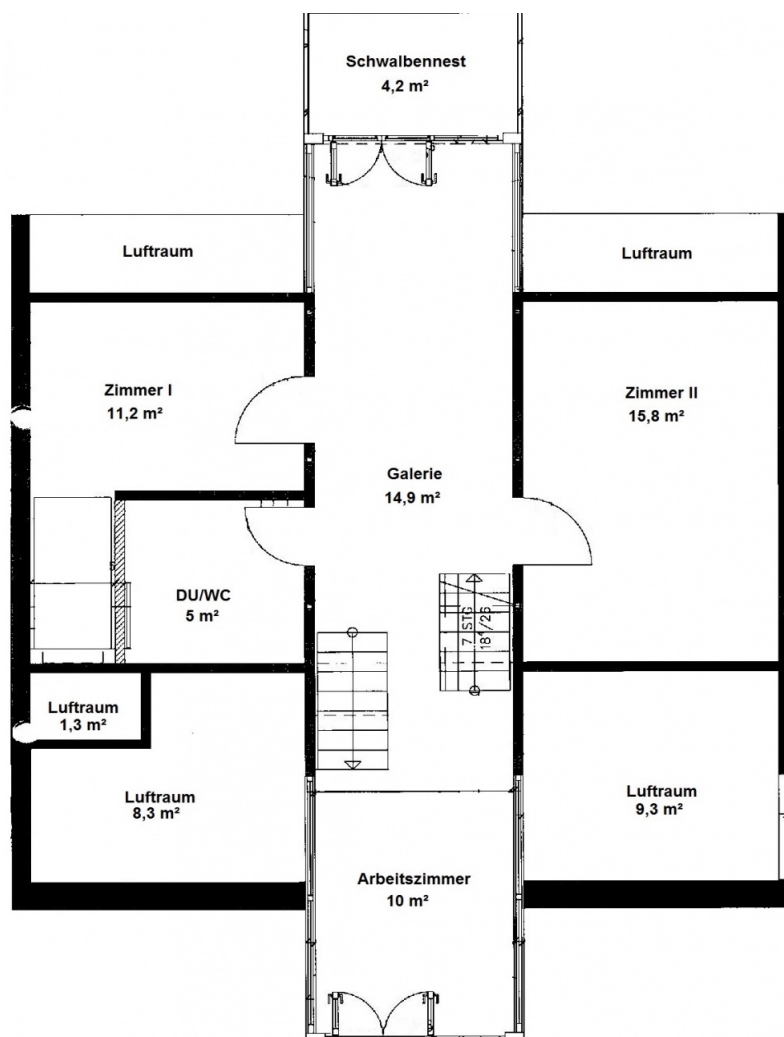 Schwalbennest
4,2 m²
Luftraum
Luftraum
Zimmer I
11,2 m²
Zimmer II
15,8 m²
Galerie
14,9 m²
DU/WC
5 m²
7 STG
18⁴/26
Luftraum
1,3 m²
Luftraum
8,3 m²
Luftraum
9,3 m²
Arbeitszimmer
10 m²